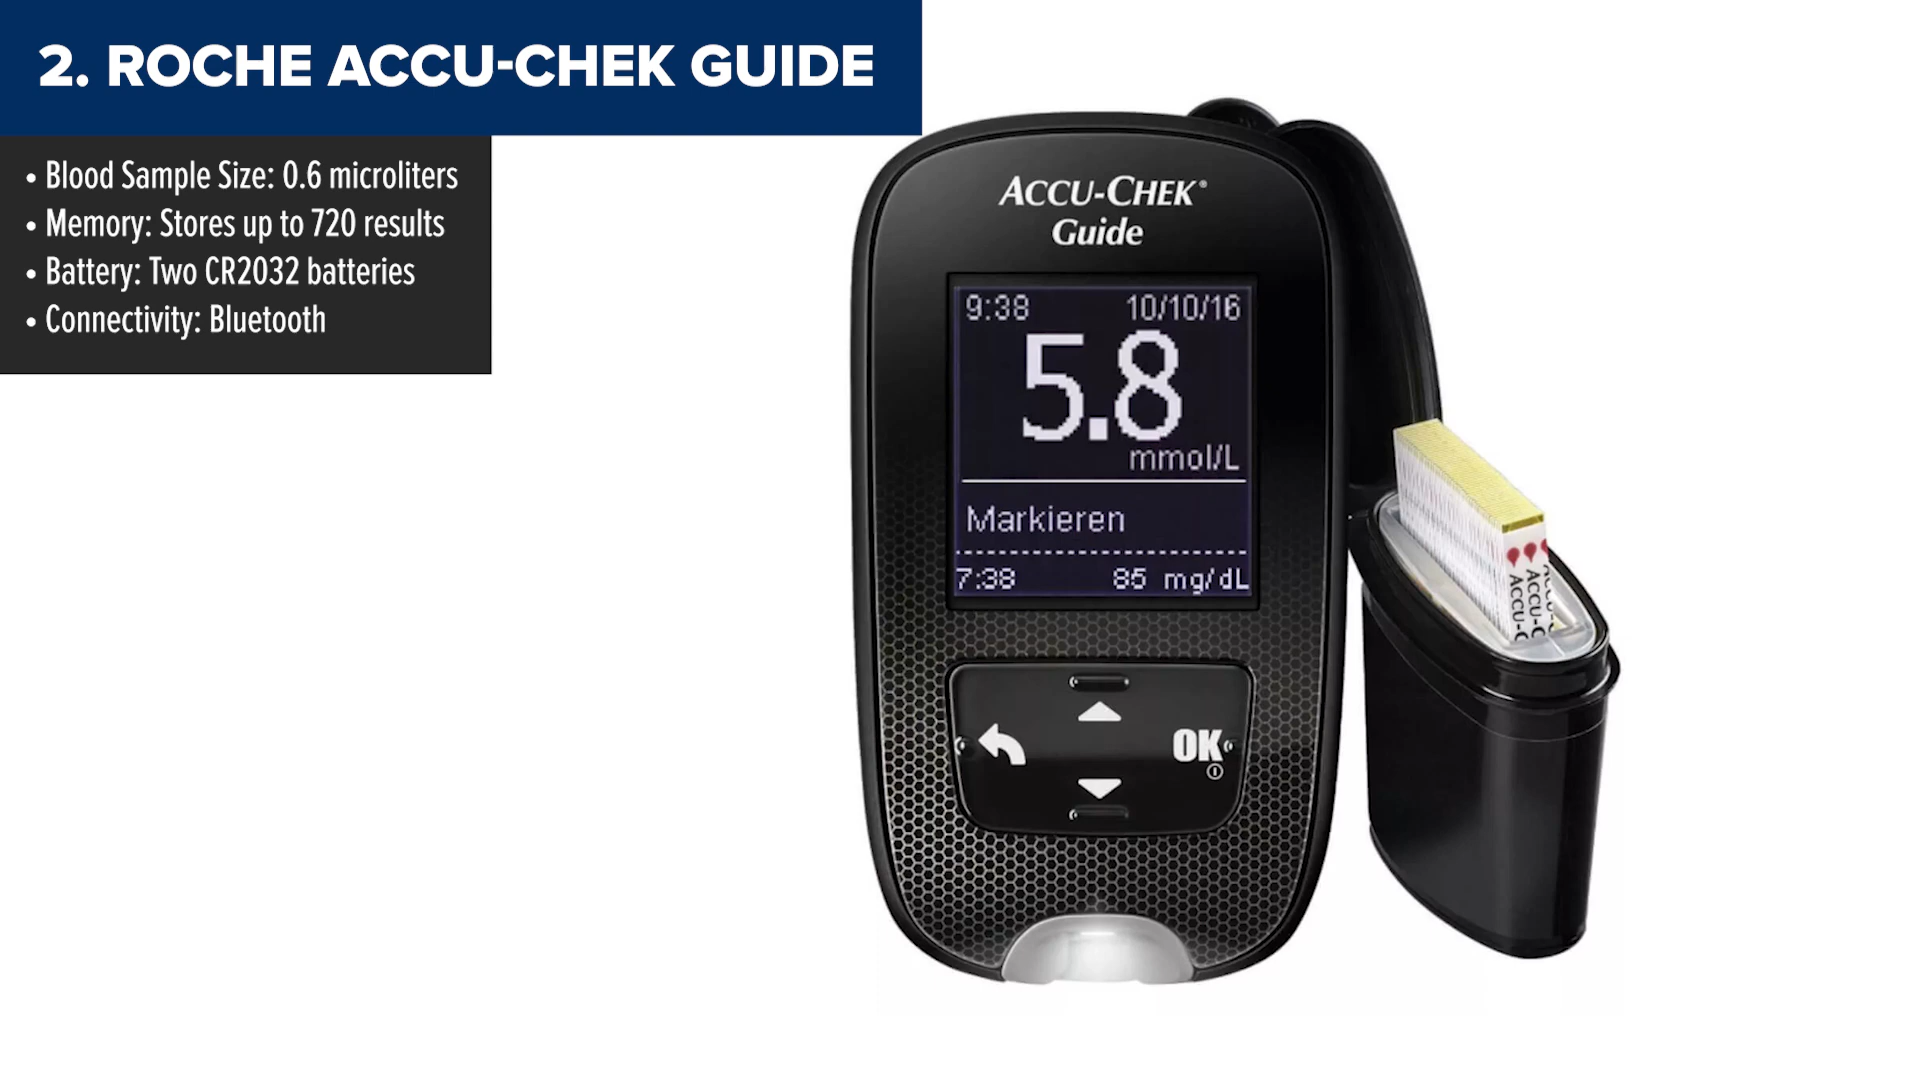 2. ROCHE ACCU-CHEK GUIDE
• Blood Sample Size: 0.6 microliters
• Memory: Stores up to 720 results
• Battery: Two CR2032 batteries
• Connectivity: Bluetooth
ACCU-CHEK®
Guide
9:38 10/10/16
5.8
mmol/L
Markieren
7:38 85 mg/dL
OK
ACCU-C
ACCU-C